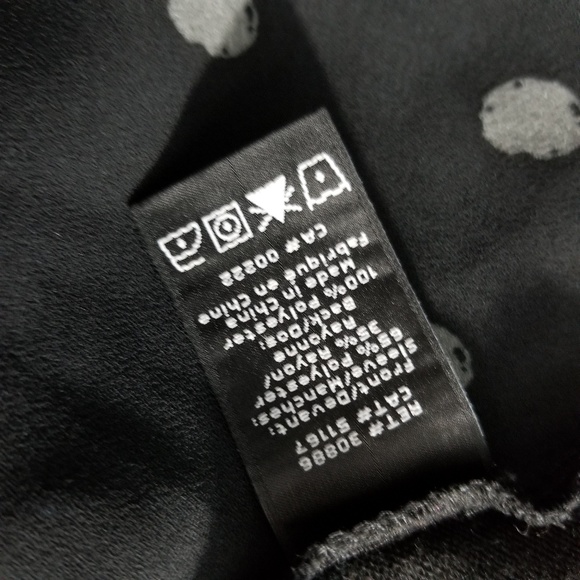 RET# 30886
CAT# 51167
Front/Devant:
Sleeve/Manches:
65% Polyester
35% Rayon/
Rayonne
Back/Dos:
100% Polyester
Made in China
Fabriqué en Chine
CA# 00222